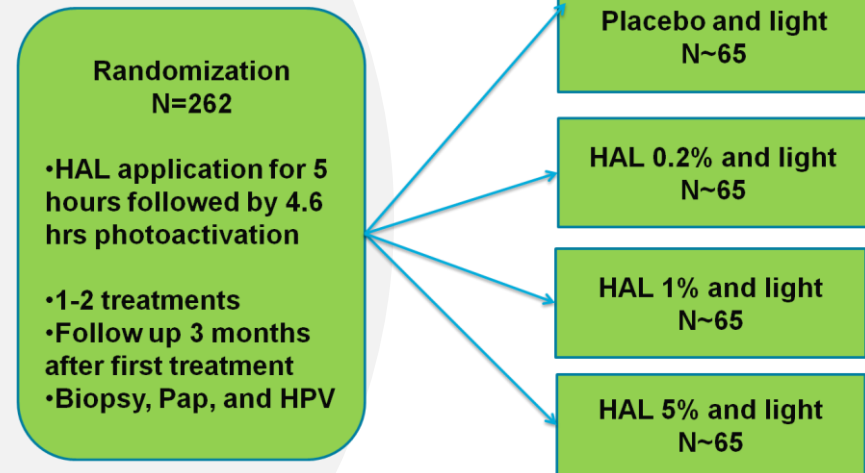 Randomization
N=262
•HAL application for 5
hours followed by 4.6
hrs photoactivation
•1-2 treatments
•Follow up 3 months
after first treatment
•Biopsy, Pap, and HPV
Placebo and light
N~65
HAL 0.2% and light
N~65
HAL 1% and light
N~65
HAL 5% and light
N~65